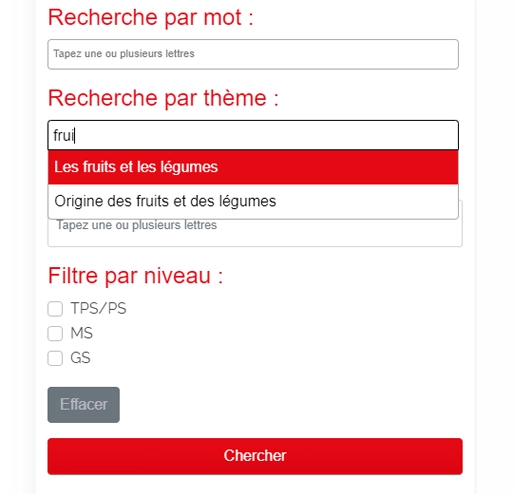 Recherche par mot :
Tapez une ou plusieurs lettres
Recherche par thème :
frui
Les fruits et les légumes
Origine des fruits et des légumes
Tapez une ou plusieurs lettres
Filtre par niveau :
TPS/PS
MS
GS
Effacer
Chercher